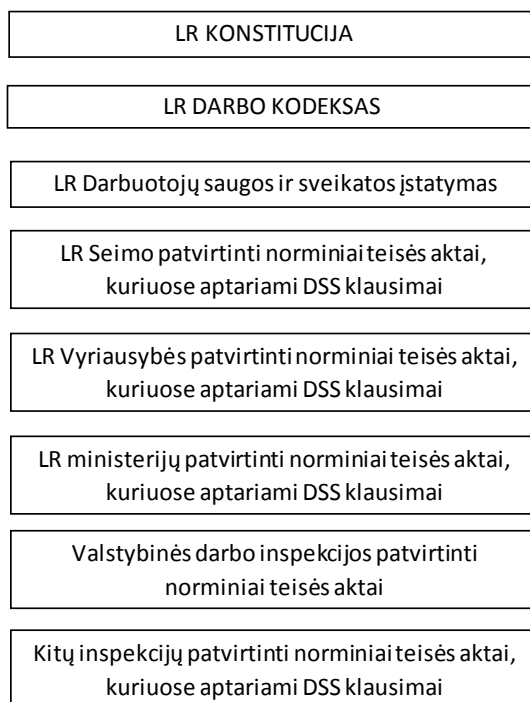 LR KONSTITUCIJA
LR DARBO KODEKSAS
LR Darbuotojų saugos ir sveikatos įstatymas
LR Seimo patvirtinti norminiai teisės aktai,
kuriuose aptariami DSS klausimai
LR Vyriausybės patvirtinti norminiai teisės aktai,
kuriuose aptariami DSS klausimai
LR ministerijų patvirtinti norminiai teisės aktai,
kuriuose aptariami DSS klausimai
Valstybinės darbo inspekcijos patvirtinti
norminiai teisės aktai
Kitų inspekcijų patvirtinti norminiai teisės aktai,
kuriuose aptariami DSS klausimai